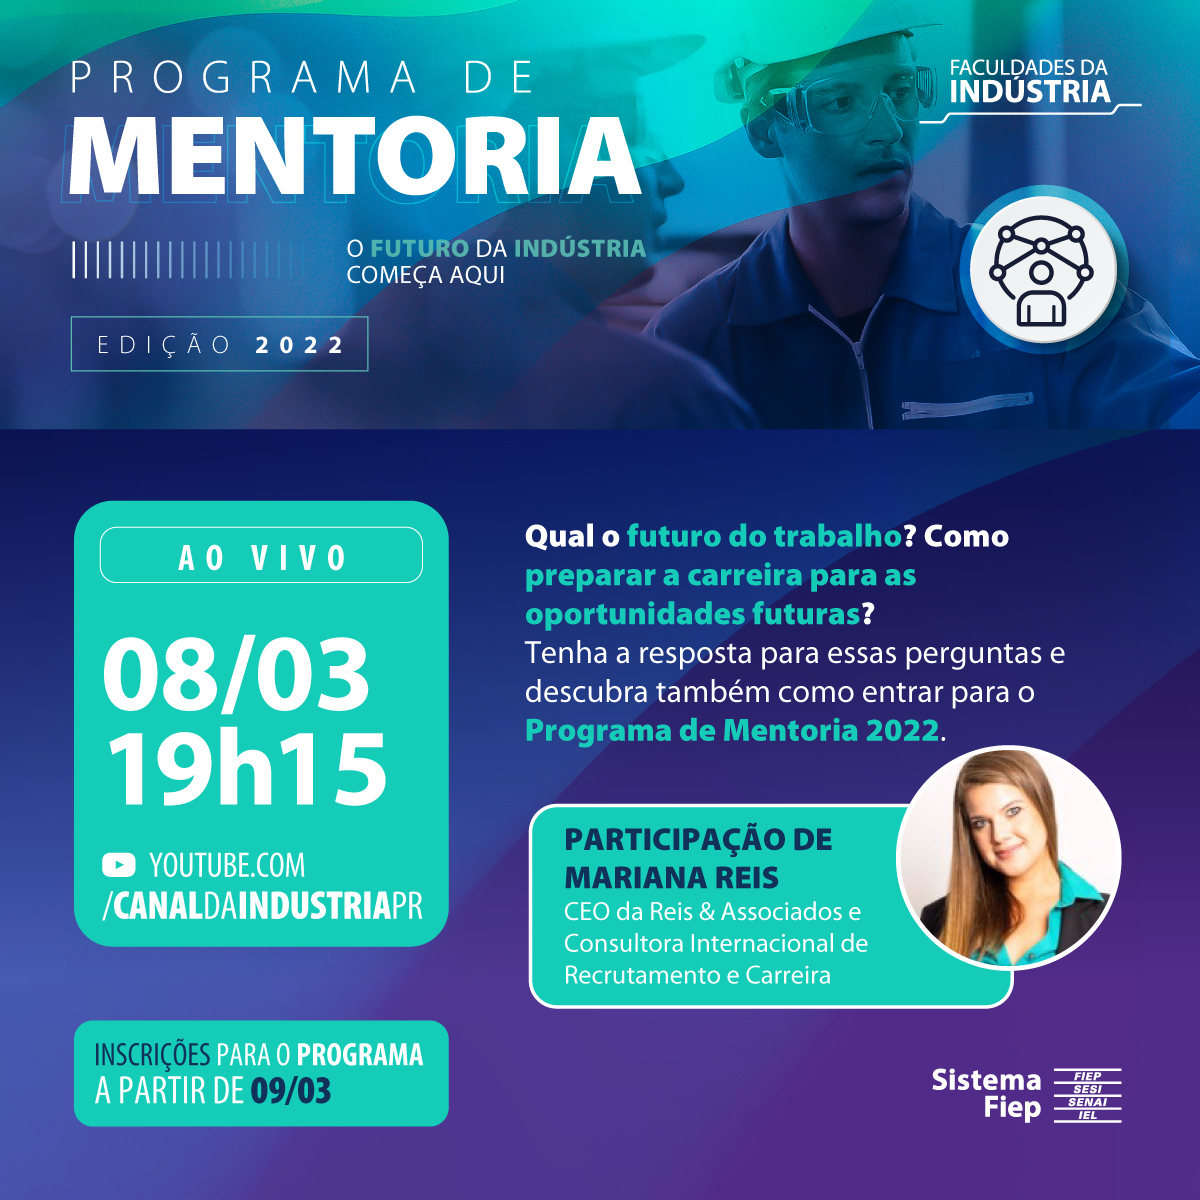 PROGRAMA DE
MENTORIA
O FUTURO DA INDÚSTRIA
COMEÇA AQUI
EDIÇÃO 2022
FACULDADES DA
INDÚSTRIA
AO VIVO
08/03
19h15
YOUTUBE.COM
/CANALDAINDUSTRIAPR
INSCRIÇÕES PARA O PROGRAMA
A PARTIR DE 09/03
Qual o futuro do trabalho? Como
preparar a carreira para as
oportunidades futuras?
Tenha a resposta para essas perguntas e
descubra também como entrar para o
Programa de Mentoria 2022.
PARTICIPAÇÃO DE
MARIANA REIS
CEO da Reis & Associados e
Consultora Internacional de
Recrutamento e Carreira
Sistema
Fiep
FIEP
SESI
SENAI
IEL